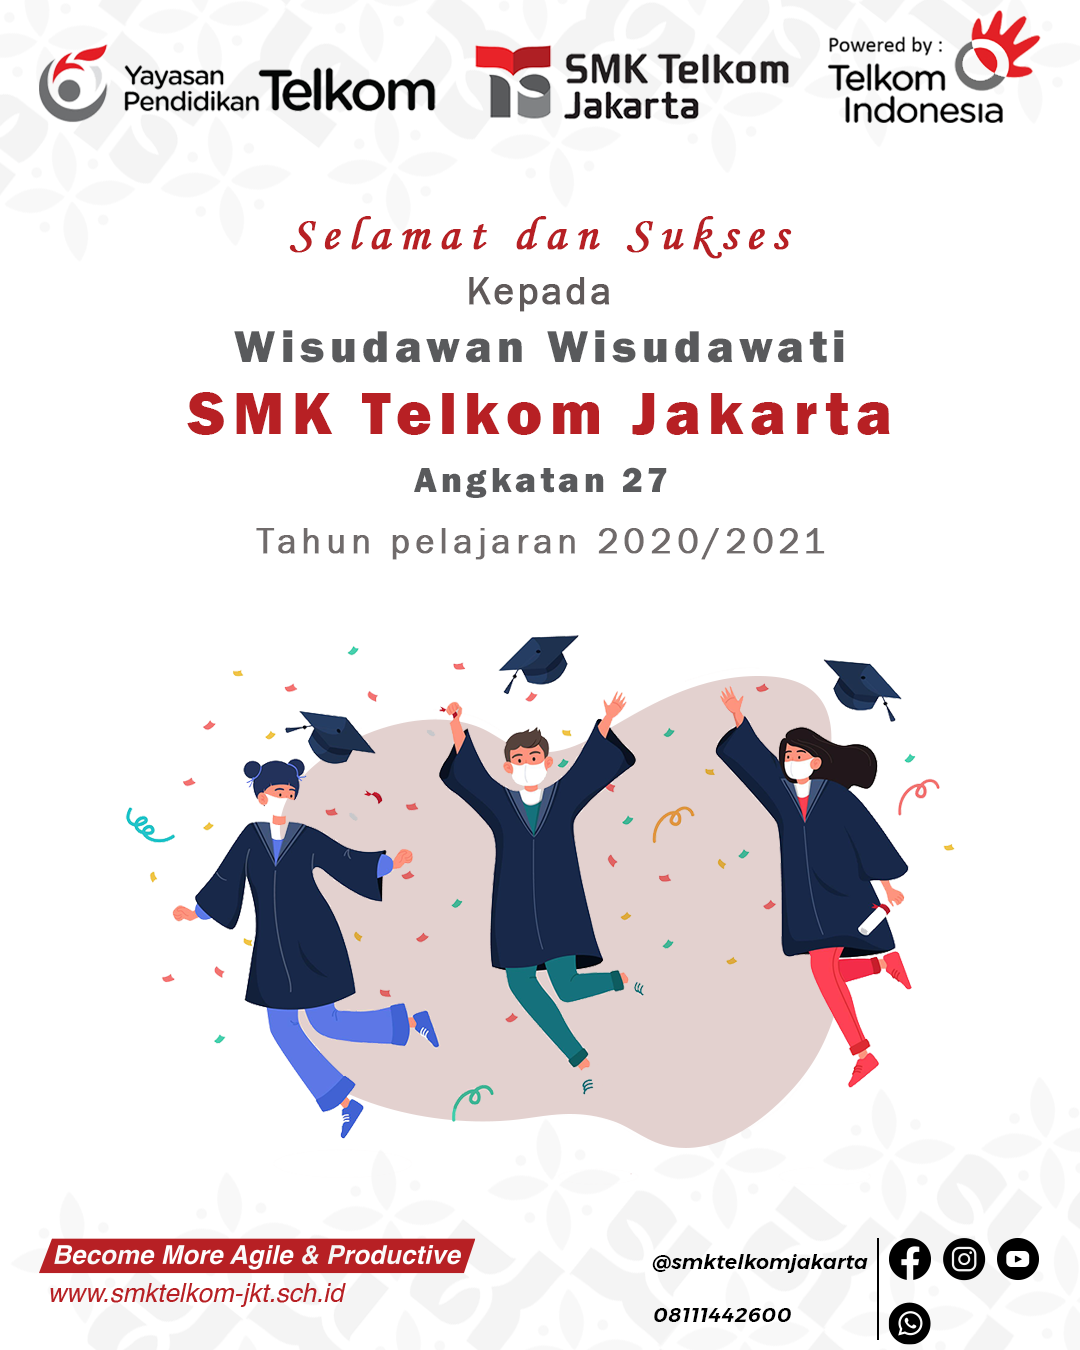 Yayasan
Pendidikan Telkom
SMK Telkom
Jakarta
Powered by :
Telkom
Indonesia
Selamat dan Sukses
Kepada
Wisudawan Wisudawati
SMK Telkom Jakarta
Angkatan 27
Tahun pelajaran 2020/2021
Become More Agile & Productive
www.smktelkom-jkt.sch.id
@smktelkomjakarta
08111442600